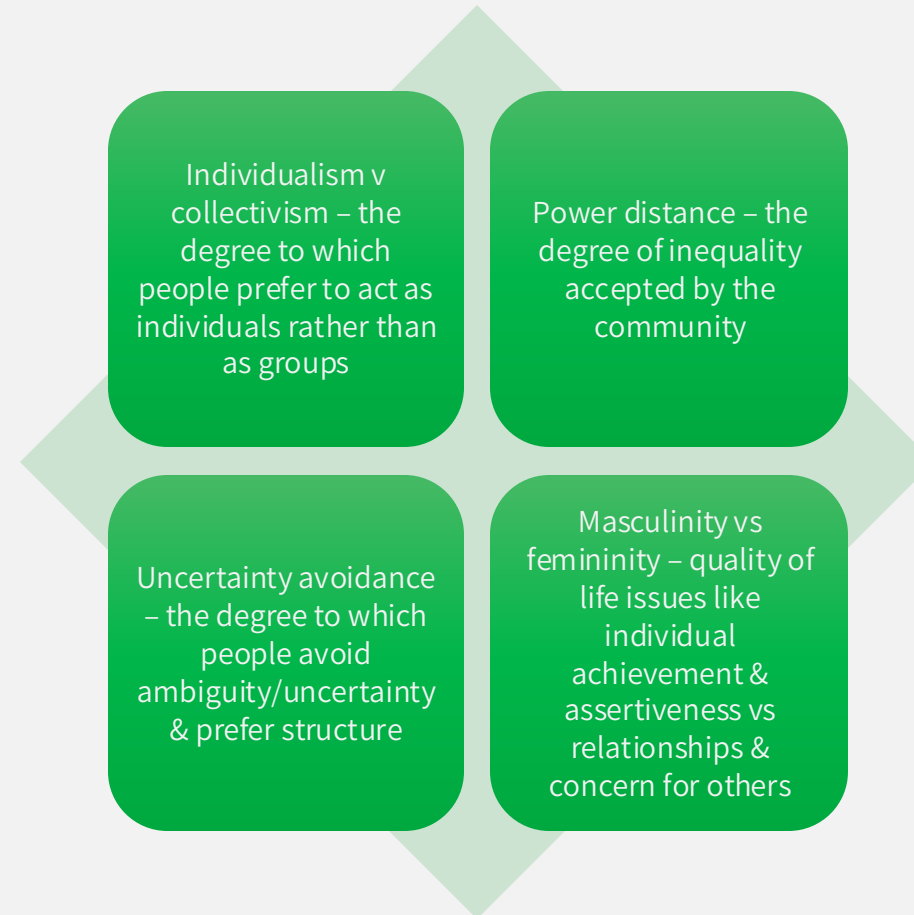 Individualism v
collectivism – the
degree to which
people prefer to act as
individuals rather than
as groups
Power distance – the
degree of inequality
accepted by the
community
Uncertainty avoidance
– the degree to which
people avoid
ambiguity/uncertainty
& prefer structure
Masculinity vs
femininity – quality of
life issues like
individual
achievement &
assertiveness vs
relationships &
concern for others